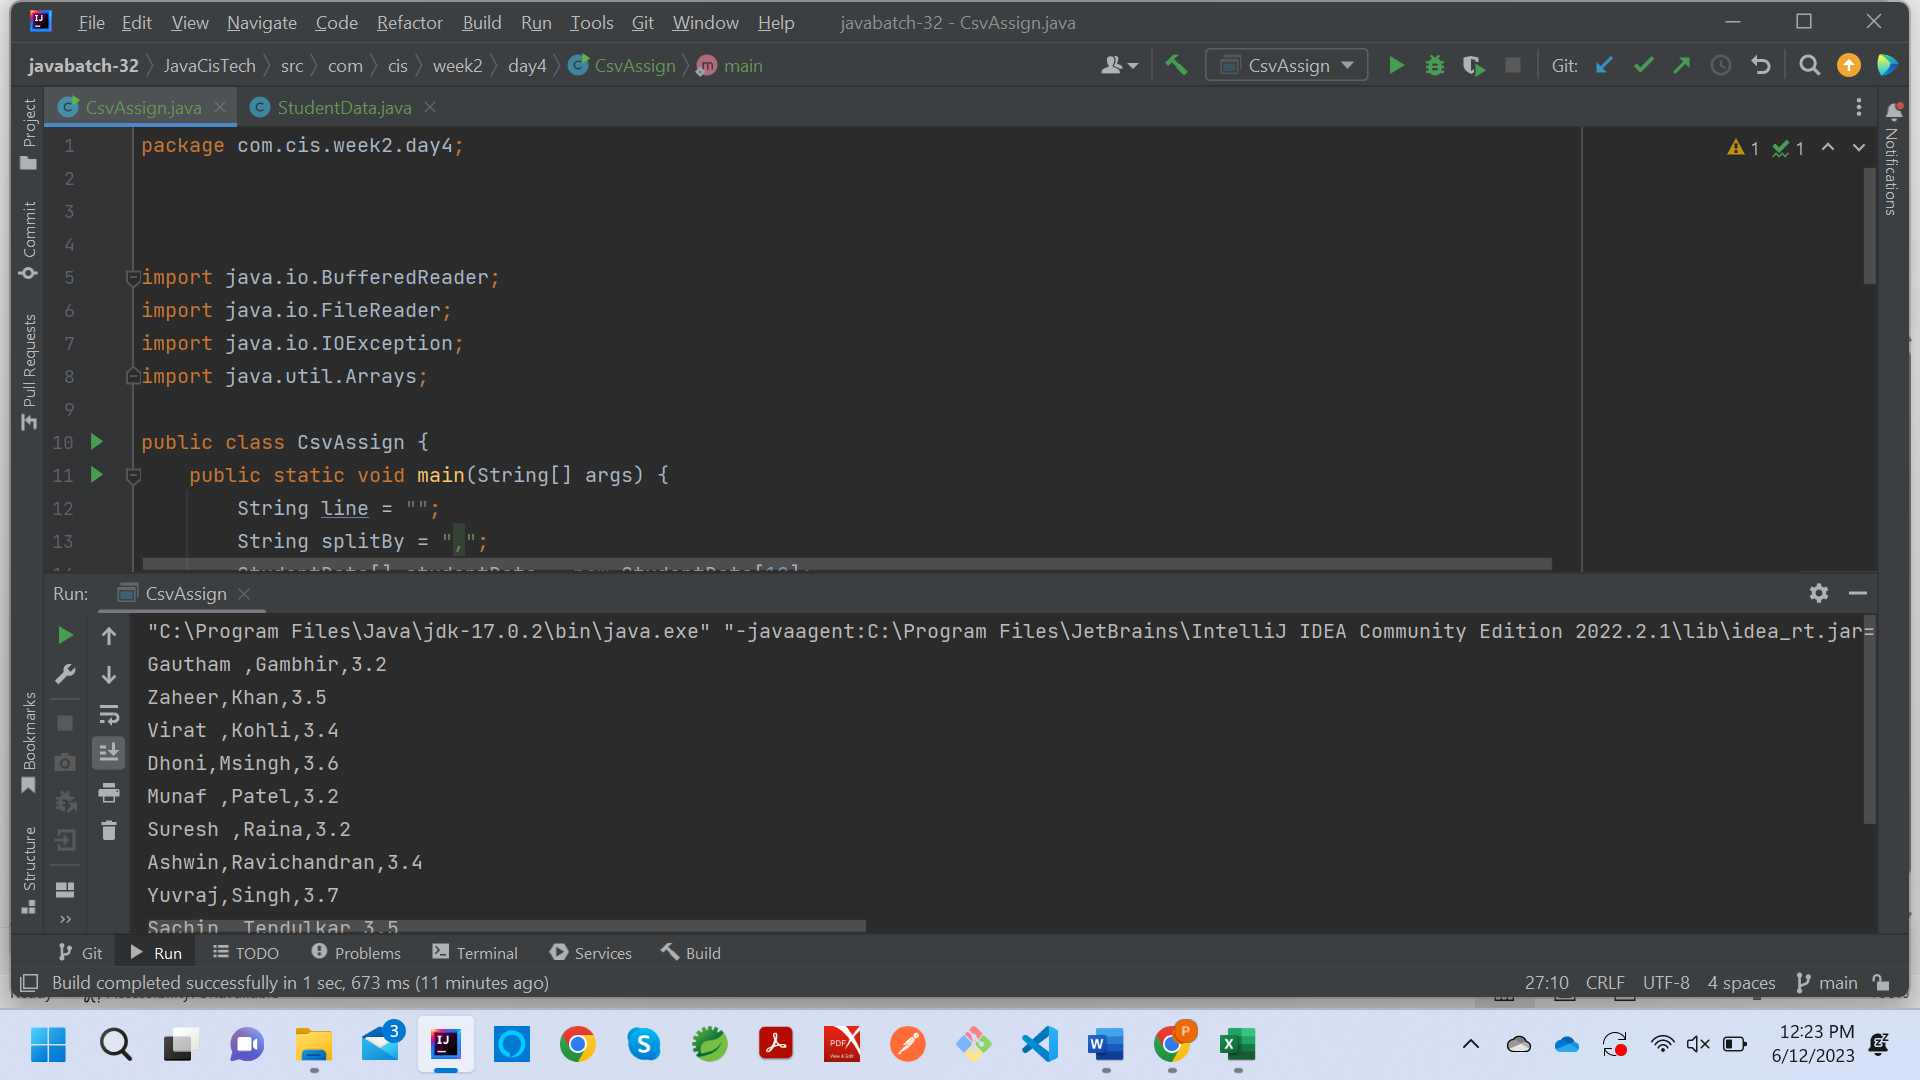 File Edit View Navigate Code Refactor Build Run Tools Git Window Help javabatch-32 - CsvAssign.java
javabatch-32 JavaCisTech src com cis week2 day4 CsvAssign main CsvAssign Git:
CsvAssign.java StudentData.java
Project
Commit
Pull Requests
Bookmarks
Structure
Notifications
1 package com.cis.week2.day4;
2
3
4
5 import java.io.BufferedReader;
6 import java.io.FileReader;
7 import java.io.IOException;
8 import java.util.Arrays;
9
10 public class CsvAssign {
11 public static void main(String[] args) {
12 String line = "";
13 String splitBy = ",";
1 1
Run: CsvAssign
"C:\Program Files\Java\jdk-17.0.2\bin\java.exe" "-javaagent:C:\Program Files\JetBrains\IntelliJ IDEA Community Edition 2022.2.1\lib\idea_rt.jar=
Gautham ,Gambhir,3.2
Zaheer,Khan,3.5
Virat ,Kohli,3.4
Dhoni,Msingh,3.6
Munaf ,Patel,3.2
Suresh ,Raina,3.2
Ashwin,Ravichandran,3.4
Yuvraj,Singh,3.7
Sachin Tendulkar 3.5
Git Run TODO Problems Terminal Services Build
Build completed successfully in 1 sec, 673 ms (11 minutes ago) 27:10 CRLF UTF-8 4 spaces main
3
12:23 PM
6/12/2023